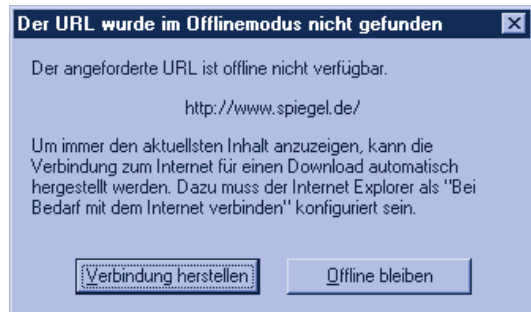 Der URL wurde im Offlinemodus nicht gefunden
Der angeforderte URL ist offline nicht verfügbar.
http://www.spiegel.de/
Um immer den aktuellsten Inhalt anzuzeigen, kann die
Verbindung zum Internet für einen Download automatisch
hergestellt werden. Dazu muss der Internet Explorer als "Bei
Bedarf mit dem Internet verbinden" konfiguriert sein.
Verbindung herstellen
Offline bleiben